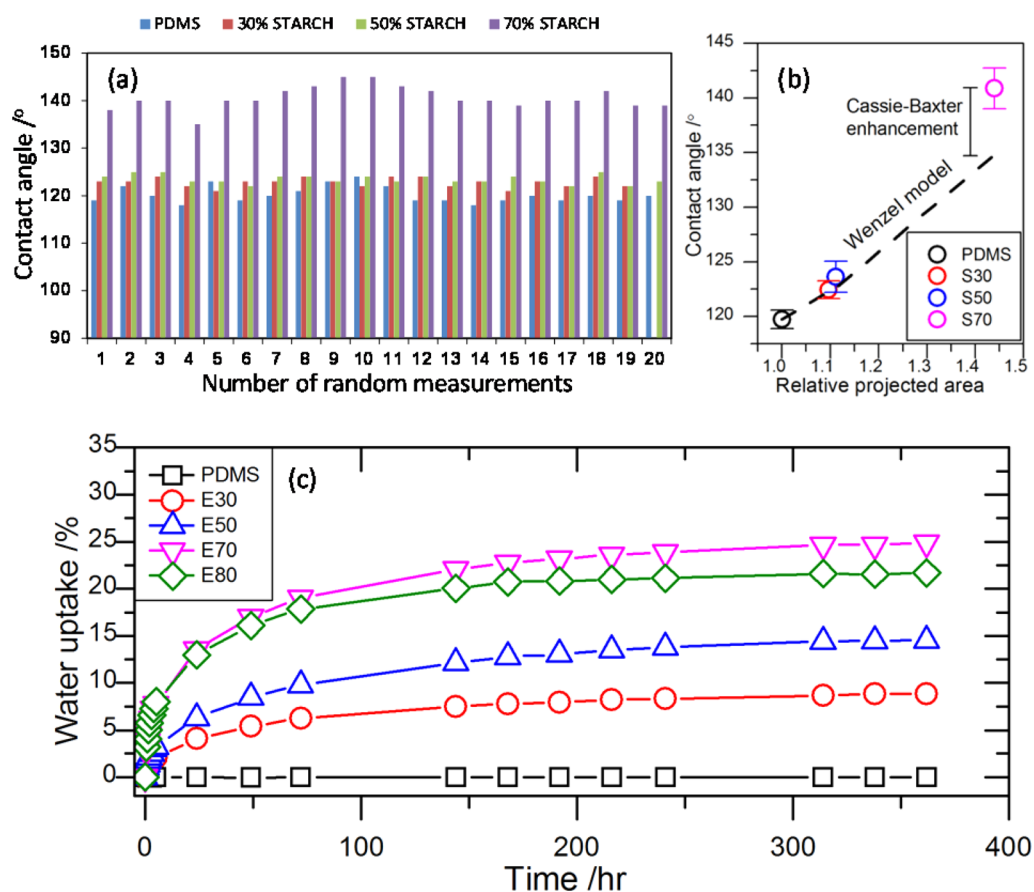 PDMS 30% STARCH 50% STARCH 70% STARCH
(a)
Contact angle /°
150
140
130
120
110
100
90
1 2 3 4 5 6 7 8 9 10 11 12 13 14 15 16 17 18 19 20
Number of random measurements
(b)
Contact angle /°
145
140
135
130
125
120
Cassie-Baxter
enhancement
Wenzel model
PDMS
S30
S50
S70
1.0 1.1 1.2 1.3 1.4 1.5
Relative projected area
(c)
Water uptake /%
35
30
25
20
15
10
5
0
PDMS
E30
E50
E70
E80
0 100 200 300 400
Time /hr